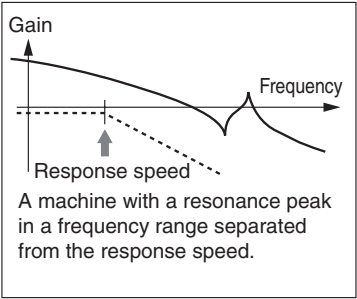 Gain
Frequency
Response speed
A machine with a resonance peak
in a frequency range separated
from the response speed.